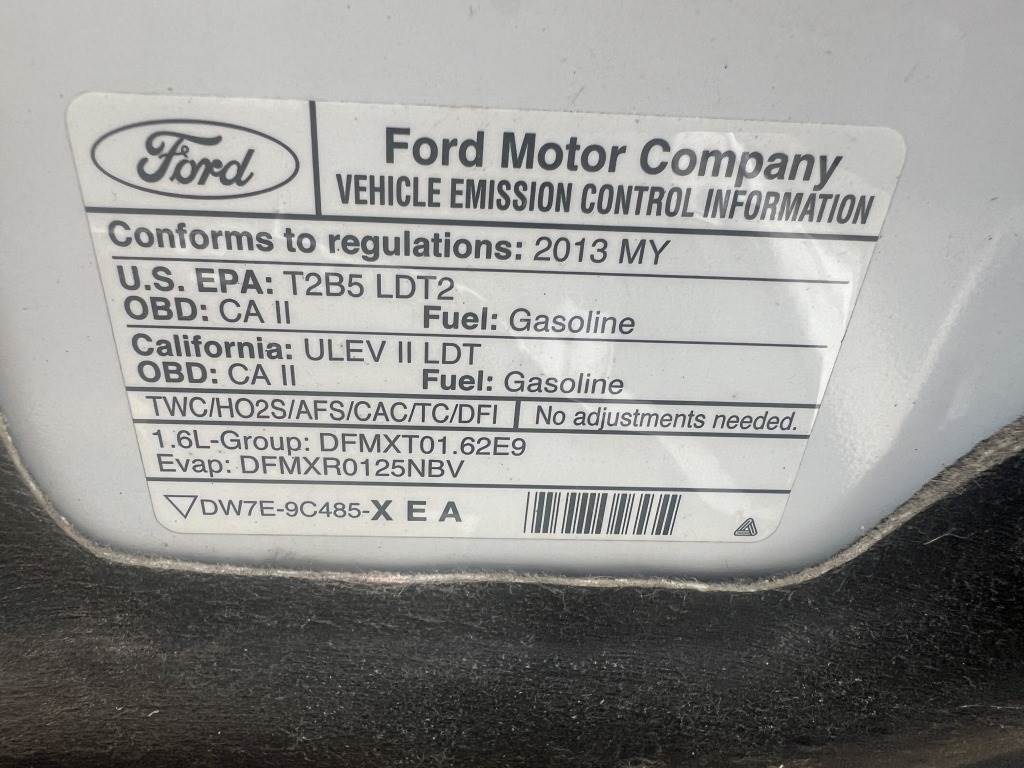 Ford
Ford Motor Company
VEHICLE EMISSION CONTROL INFORMATION
Conforms to regulations: 2013 MY
U.S. EPA: T2B5 LDT2
OBD: CA II Fuel: Gasoline
California: ULEV II LDT
OBD: CA II Fuel: Gasoline
TWC/HO2S/AFS/CAC/TC/DFI No adjustments needed.
1.6L-Group: DFMXT01.62E9
Evap: DFMXR0125NBV
DW7E-9C485-X E A